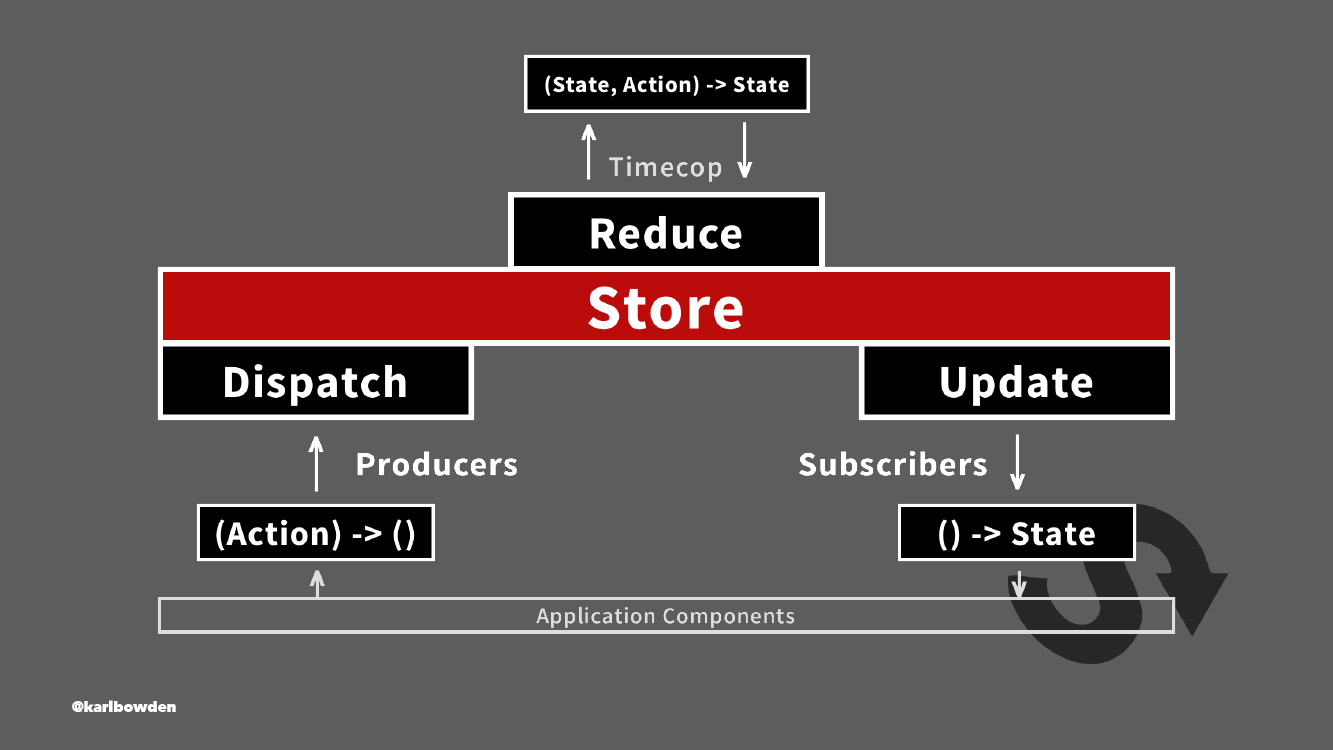 (State, Action) -> State
Timecop
Reduce
Store
Dispatch
Update
Producers
Subscribers
(Action) -> ()
() -> State
Application Components
@karlbowden